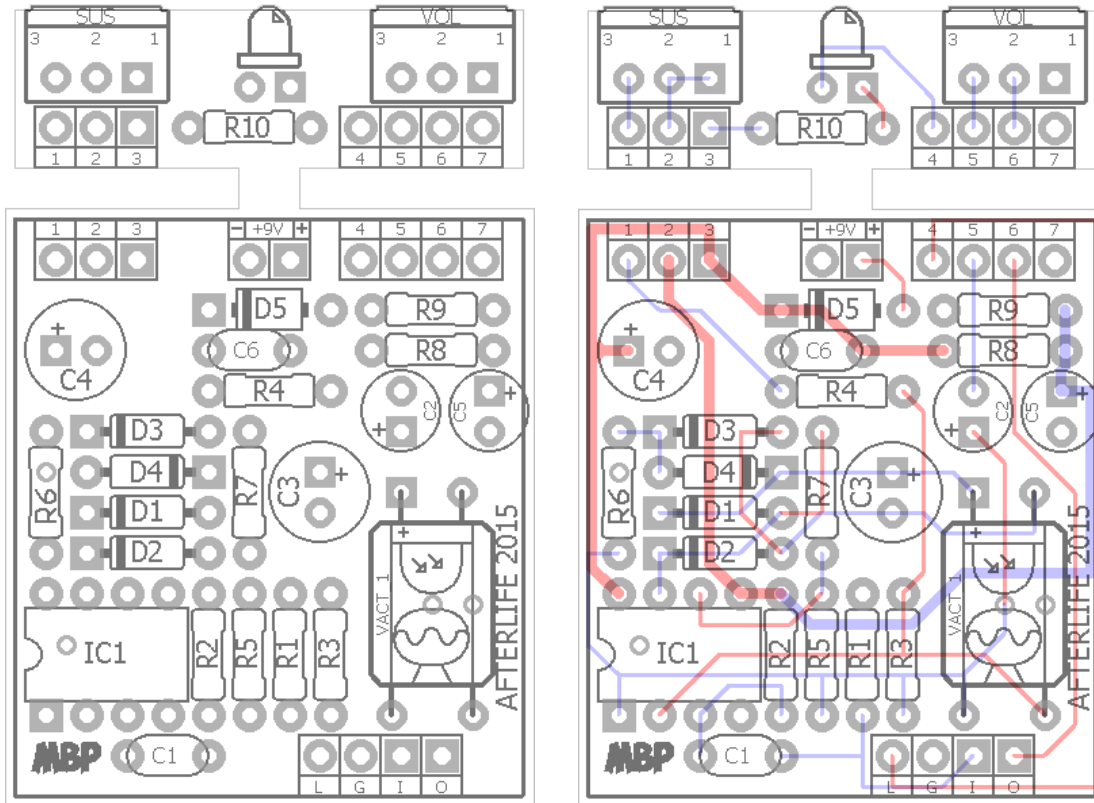 SUS VOL SUS VOL
3 2 1 3 2 1 3 2 1 3 2 1
R10 R10
1 2 3 4 5 6 7 1 2 3 4 5 6 7
1 2 3 - +9V + 4 5 6 7 1 2 3 - +9V + 4 5 6 7
D5 R9 D5 R9
+ C6 R8 + C6 R8
C4 R4 C2 C5 + C4 R4 C2 C5 +
D3 + D3 +
D4 + D4 +
R6 D1 R7 C3 R6 D1 R7 C3
D2 + D2 +
VACT 1 AFTERLIFE 2015 VACT 1 AFTERLIFE 2015
IC1 R2 R5 R1 R3 IC1 R2 R5 R1 R3
MBP C1 MBP C1
L G I O L G I O